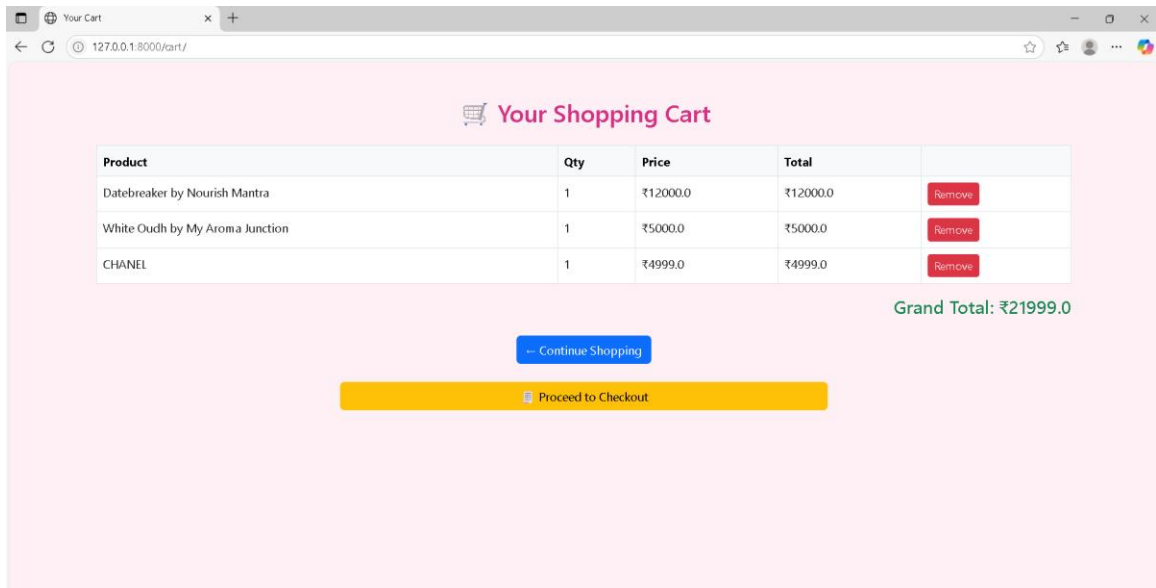 Your Cart
127.0.0.1:8000/cart/
Your Shopping Cart
Product Qty Price Total
Datebreaker by Nourish Mantra 1 ₹12000.0 ₹12000.0 Remove
White Oudh by My Aroma Junction 1 ₹5000.0 ₹5000.0 Remove
CHANEL 1 ₹4999.0 ₹4999.0 Remove
Grand Total: ₹21999.0
← Continue Shopping
Proceed to Checkout